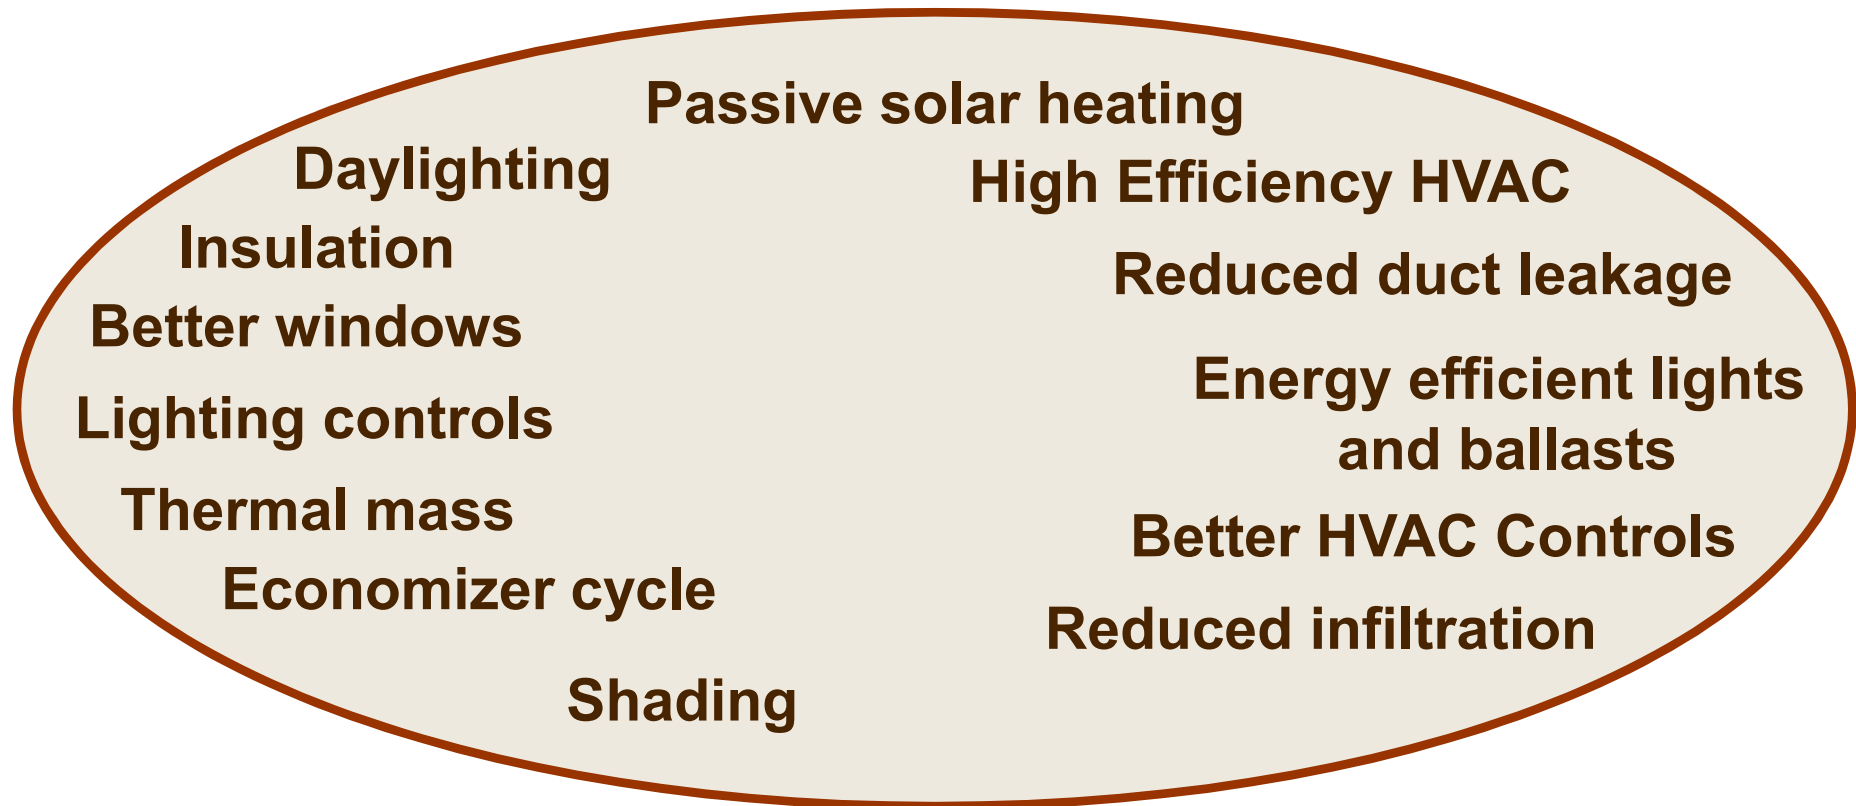 Passive solar heating
Daylighting
High Efficiency HVAC
Insulation
Reduced duct leakage
Better windows
Energy efficient lights
and ballasts
Lighting controls
Thermal mass
Better HVAC Controls
Economizer cycle
Reduced infiltration
Shading